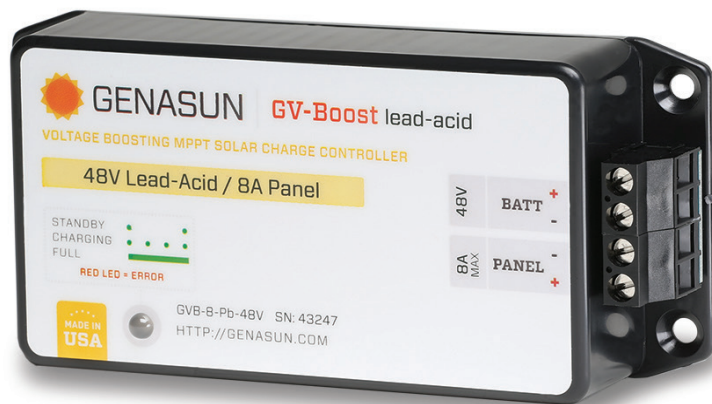 GENASUN GV-Boost lead-acid
VOLTAGE BOOSTING MPPT SOLAR CHARGE CONTROLLER
48V Lead-Acid / 8A Panel
STANDBY
CHARGING
FULL
RED LED = ERROR
48V BATT + -
8A MAX PANEL - +
MADE IN
USA
GVB-8-Pb-48V SN: 43247
HTTP://GENASUN.COM